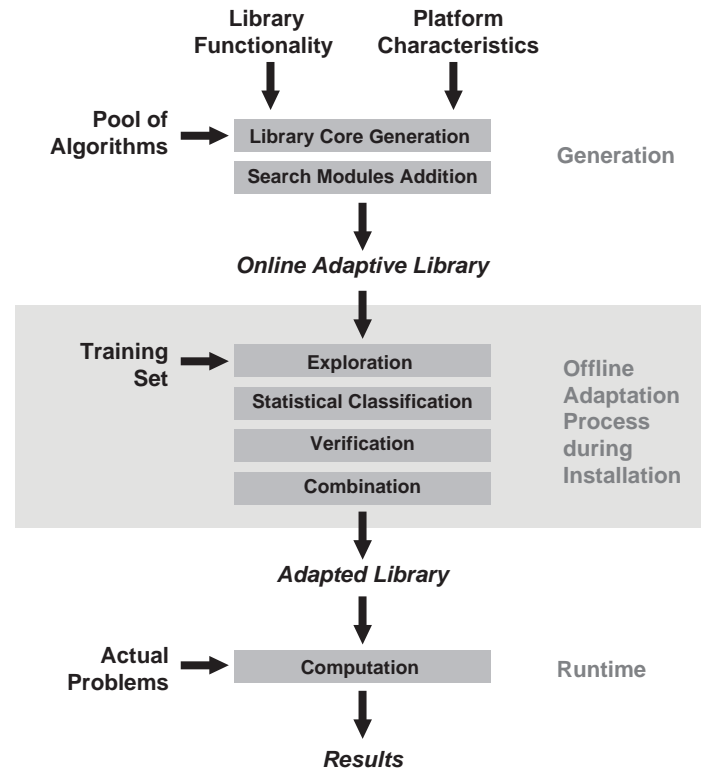 Library
Functionality
Platform
Characteristics
Pool of
Algorithms
Library Core Generation
Search Modules Addition
Generation
Online Adaptive Library
Training
Set
Exploration
Statistical Classification
Verification
Combination
Offline
Adaptation
Process
during
Installation
Adapted Library
Actual
Problems
Computation
Runtime
Results